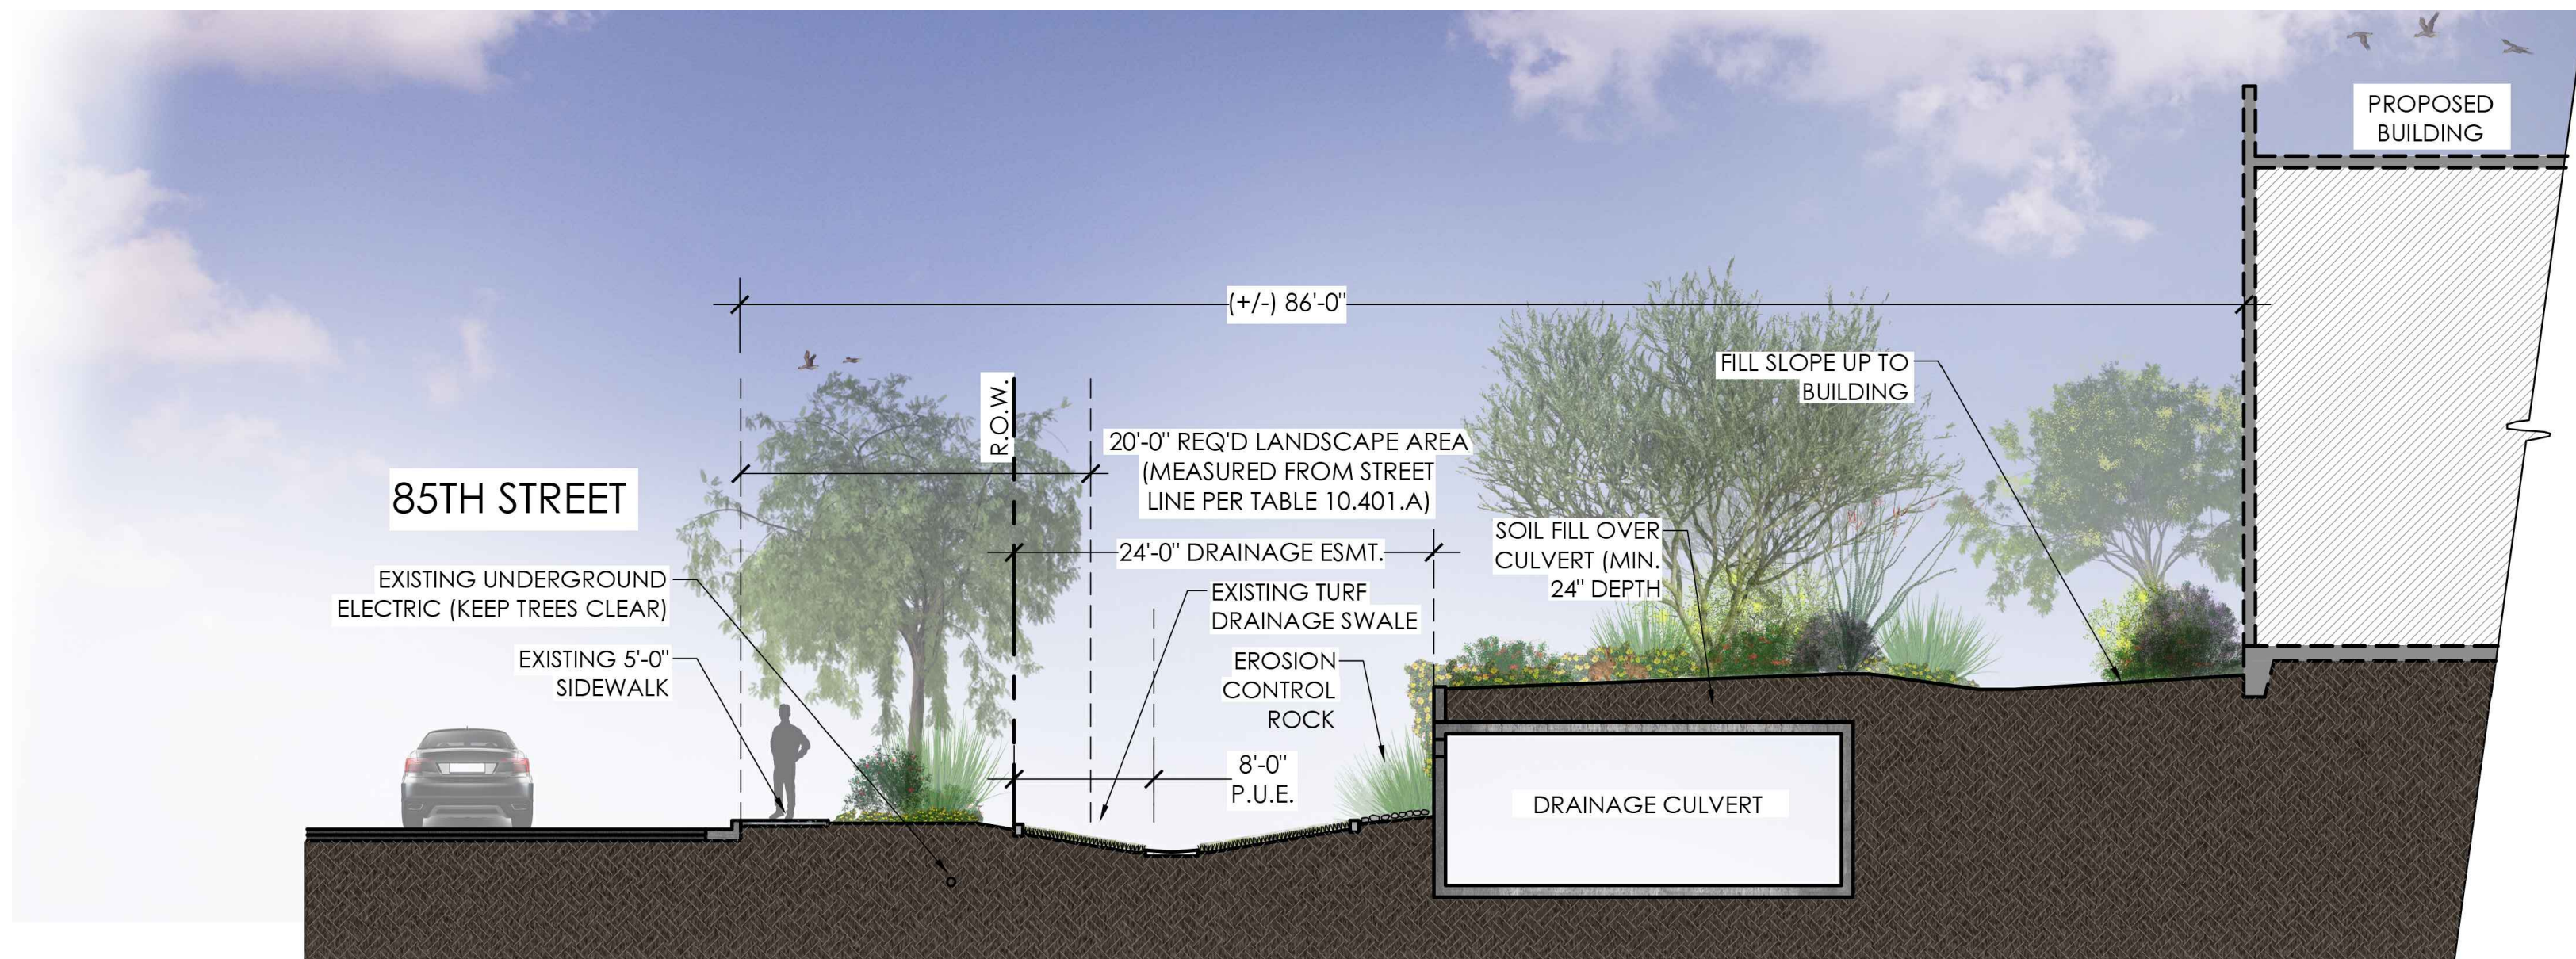 PROPOSED
BUILDING
(+/-) 86'-0"
FILL SLOPE UP TO
BUILDING
R.O.W.
20'-0" REQ'D LANDSCAPE AREA
(MEASURED FROM STREET
LINE PER TABLE 10.401.A)
85TH STREET
24'-0" DRAINAGE ESMT.
SOIL FILL OVER
CULVERT (MIN.
24" DEPTH
EXISTING UNDERGROUND
ELECTRIC (KEEP TREES CLEAR)
EXISTING TURF
DRAINAGE SWALE
EXISTING 5'-0"
SIDEWALK
EROSION
CONTROL
ROCK
8'-0"
P.U.E.
DRAINAGE CULVERT